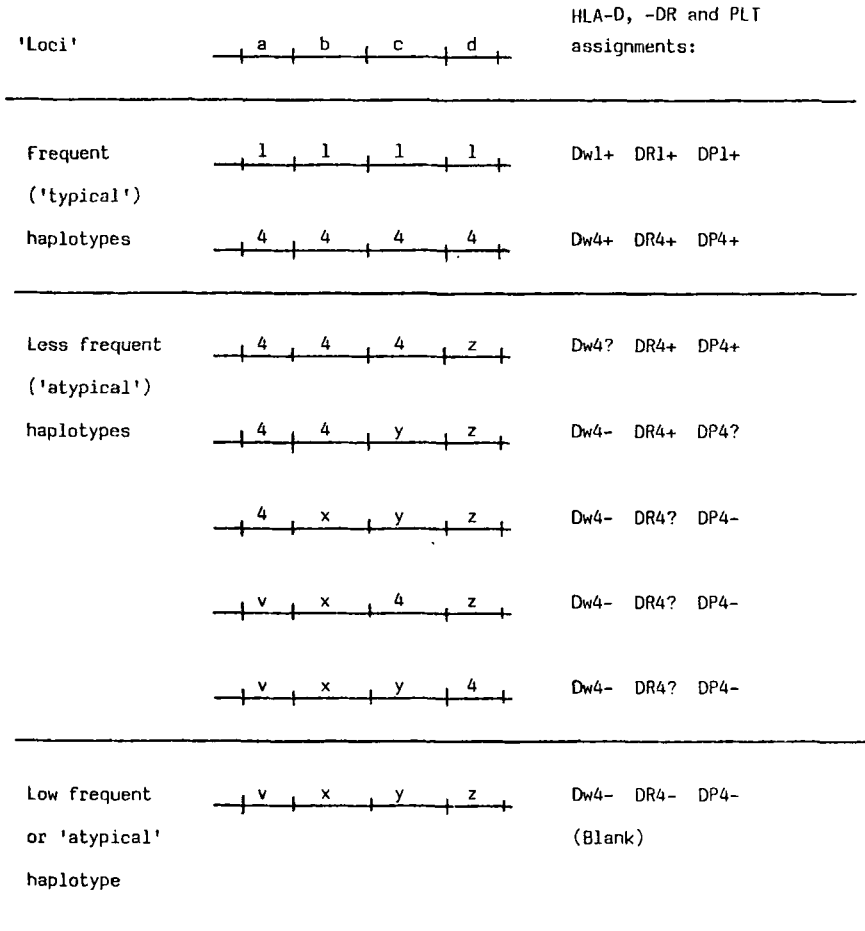 HLA-D, -DR and PLT
'Loci' a b c d assignments:
Frequent 1 1 1 1 Dw1+ DR1+ DP1+
('typical')
haplotypes 4 4 4 4 Dw4+ DR4+ DP4+
Less frequent 4 4 4 z Dw4? DR4+ DP4+
('atypical')
haplotypes 4 4 y z Dw4- DR4+ DP4?
4 x y z Dw4- DR4? DP4-
v x 4 z Dw4- DR4? DP4-
v x y 4 Dw4- DR4? DP4-
Low frequent v x y z Dw4- DR4- DP4-
or 'atypical' (Blank)
haplotype